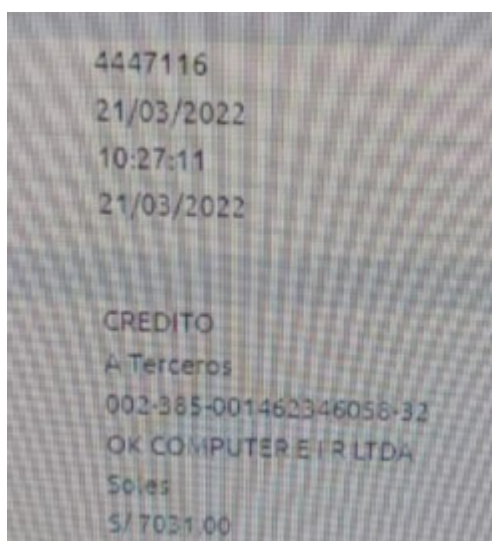 4447116
21/03/2022
10:27:11
21/03/2022
CREDITO
A Terceros
002-385-001462346058-32
OK COMPUTER E I R LTDA
Soles
S/ 7031.00